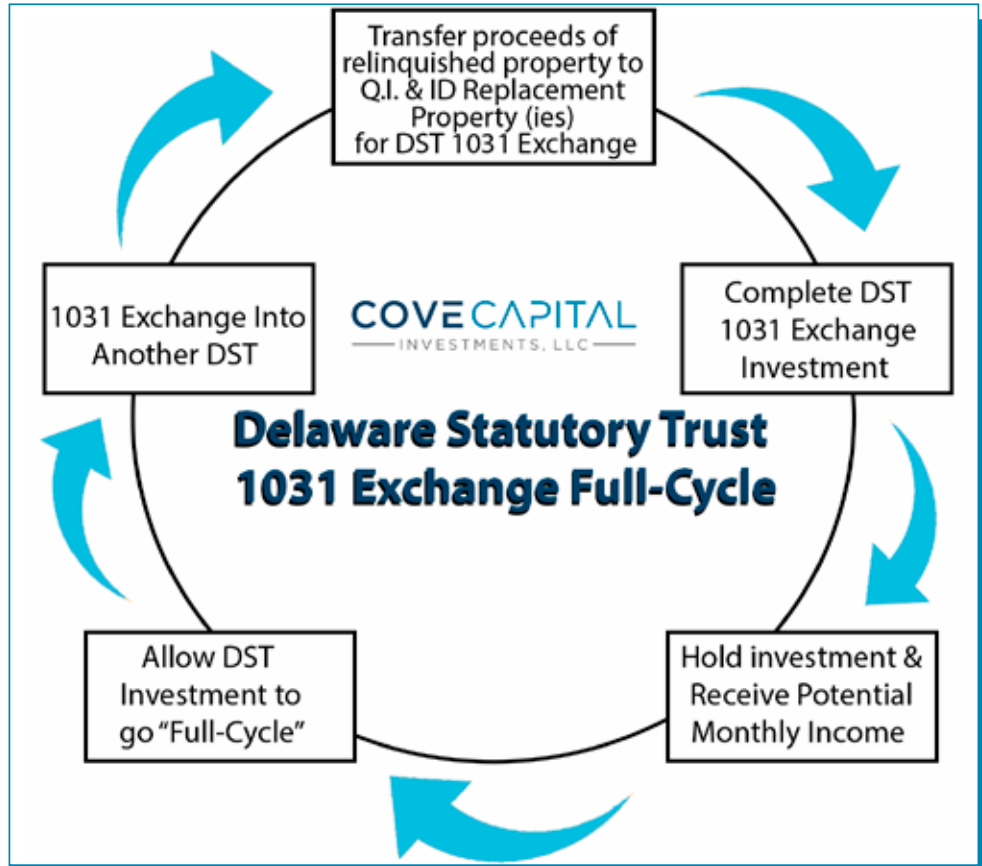 Transfer proceeds of
relinquished property to
Q.I. & ID Replacement
Property (ies)
for DST 1031 Exchange
Complete DST
1031 Exchange
Investment
Hold investment &
Receive Potential
Monthly Income
Allow DST
Investment to
go “Full-Cycle”
1031 Exchange Into
Another DST
COVE CAPITAL
INVESTMENTS, LLC
Delaware Statutory Trust
1031 Exchange Full-Cycle